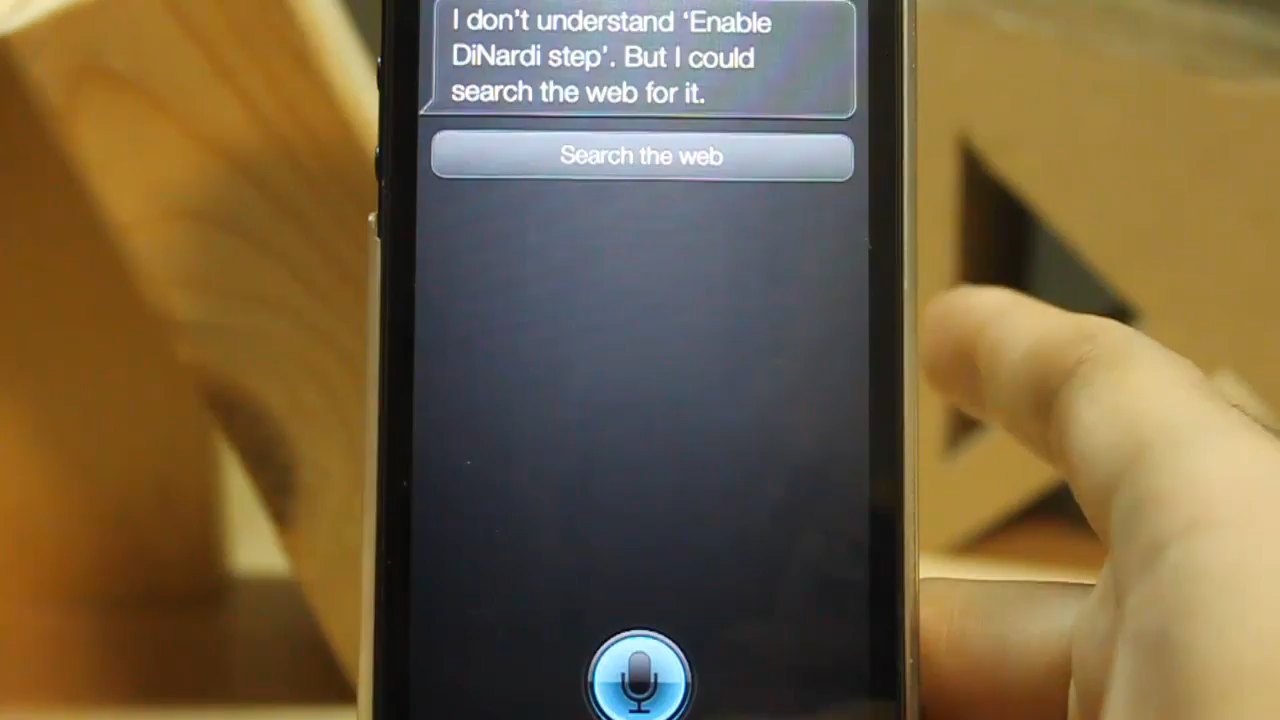 I don't understand ‘Enable
DiNardi step’. But I could
search the web for it.
Search the web